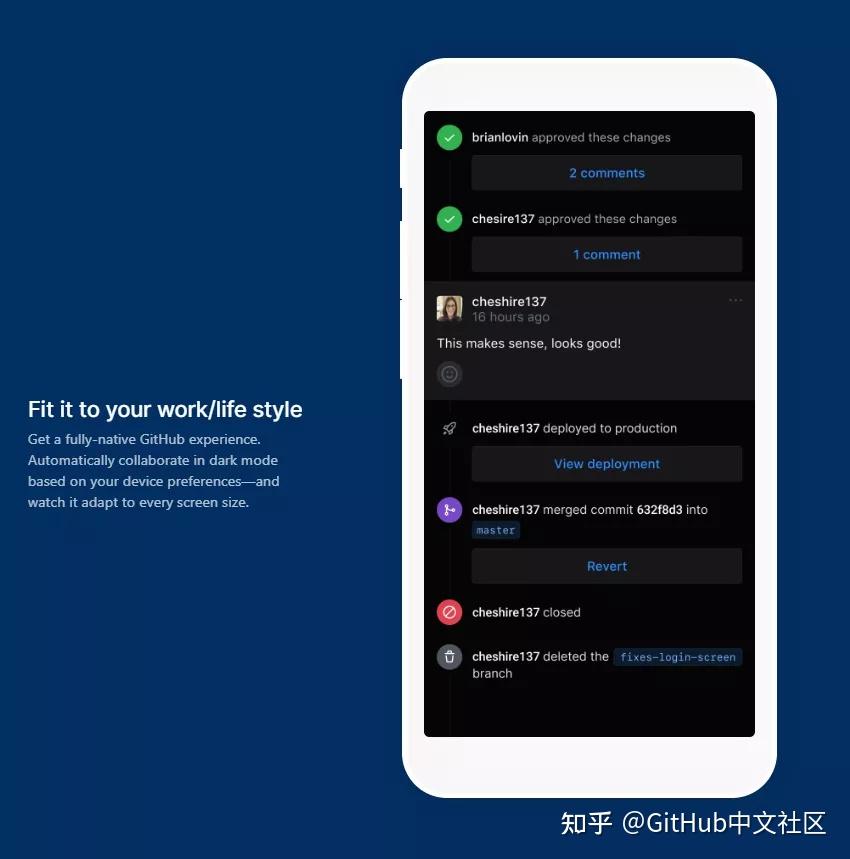 Fit it to your work/life style
Get a fully-native GitHub experience.
Automatically collaborate in dark mode
based on your device preferences—and
watch it adapt to every screen size.
brianlovin approved these changes
2 comments
chesire137 approved these changes
1 comment
cheshire137
16 hours ago
This makes sense, looks good!
cheshire137 deployed to production
View deployment
cheshire137 merged commit 632f8d3 into
master
Revert
cheshire137 closed
cheshire137 deleted the fixes-login-screen
branch
知乎 @GitHub中文社区